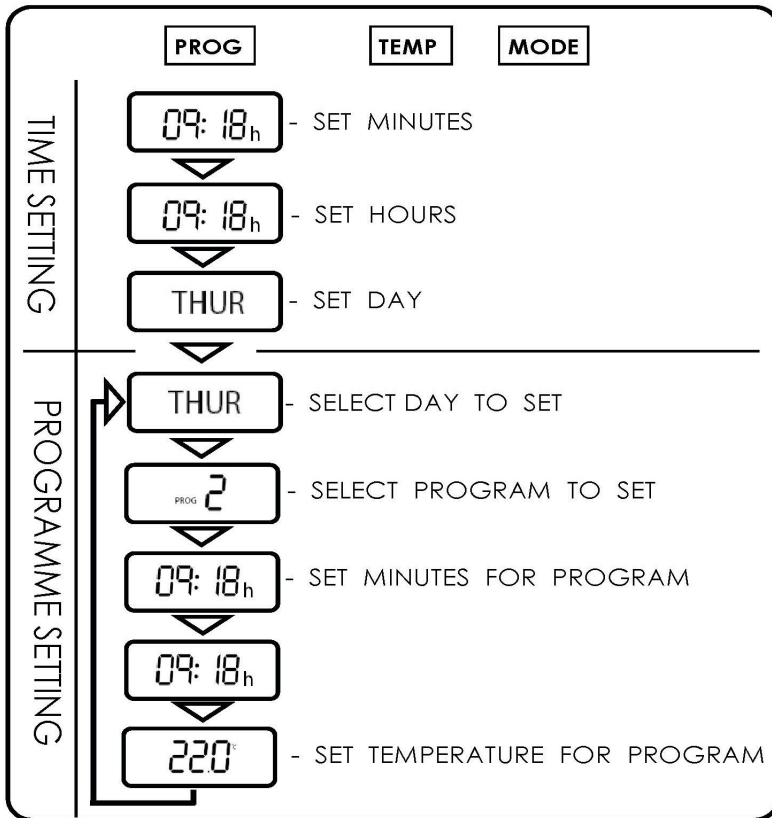 PROG TEMP MODE
TIME SETTING
09:18h - SET MINUTES
09:18h - SET HOURS
THUR - SET DAY
PROGRAMME SETTING
THUR - SELECT DAY TO SET
PROG 2 - SELECT PROGRAM TO SET
09:18h - SET MINUTES FOR PROGRAM
09:18h
22.0°C - SET TEMPERATURE FOR PROGRAM